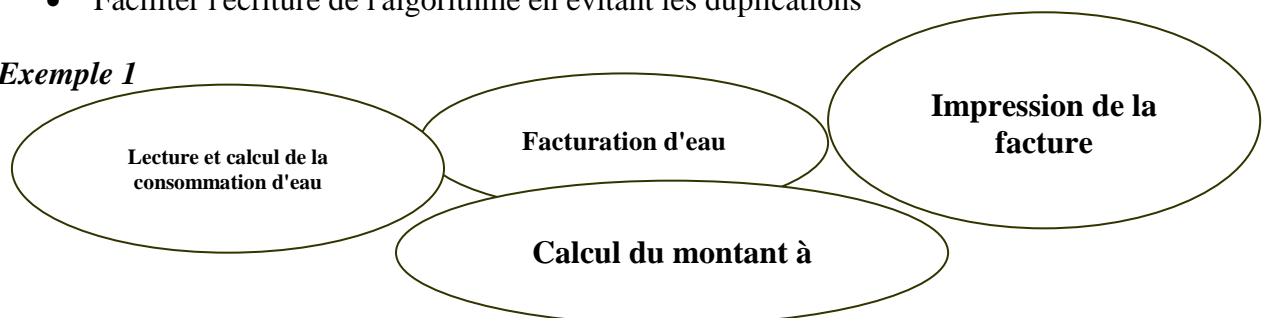 • Faciliter l'écriture de l'algorithme en évitant les duplications
Exemple 1
Lecture et calcul de la
consommation d'eau
Facturation d'eau
Impression de la
facture
Calcul du montant à